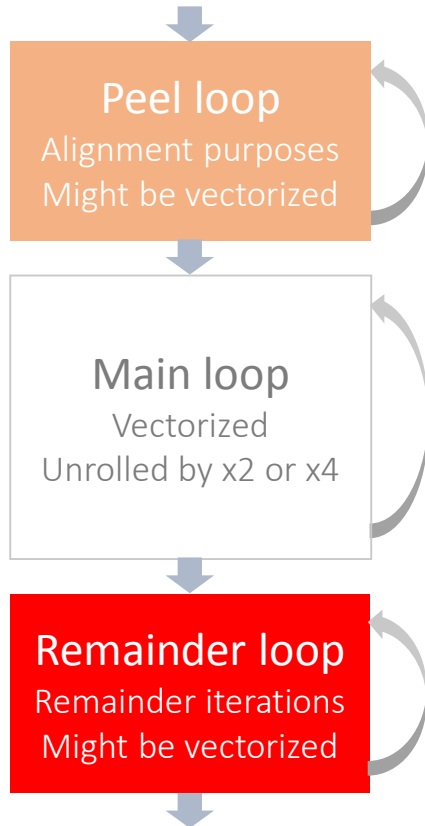 Peel loop
Alignment purposes
Might be vectorized
Main loop
Vectorized
Unrolled by x2 or x4
Remainder loop
Remainder iterations
Might be vectorized